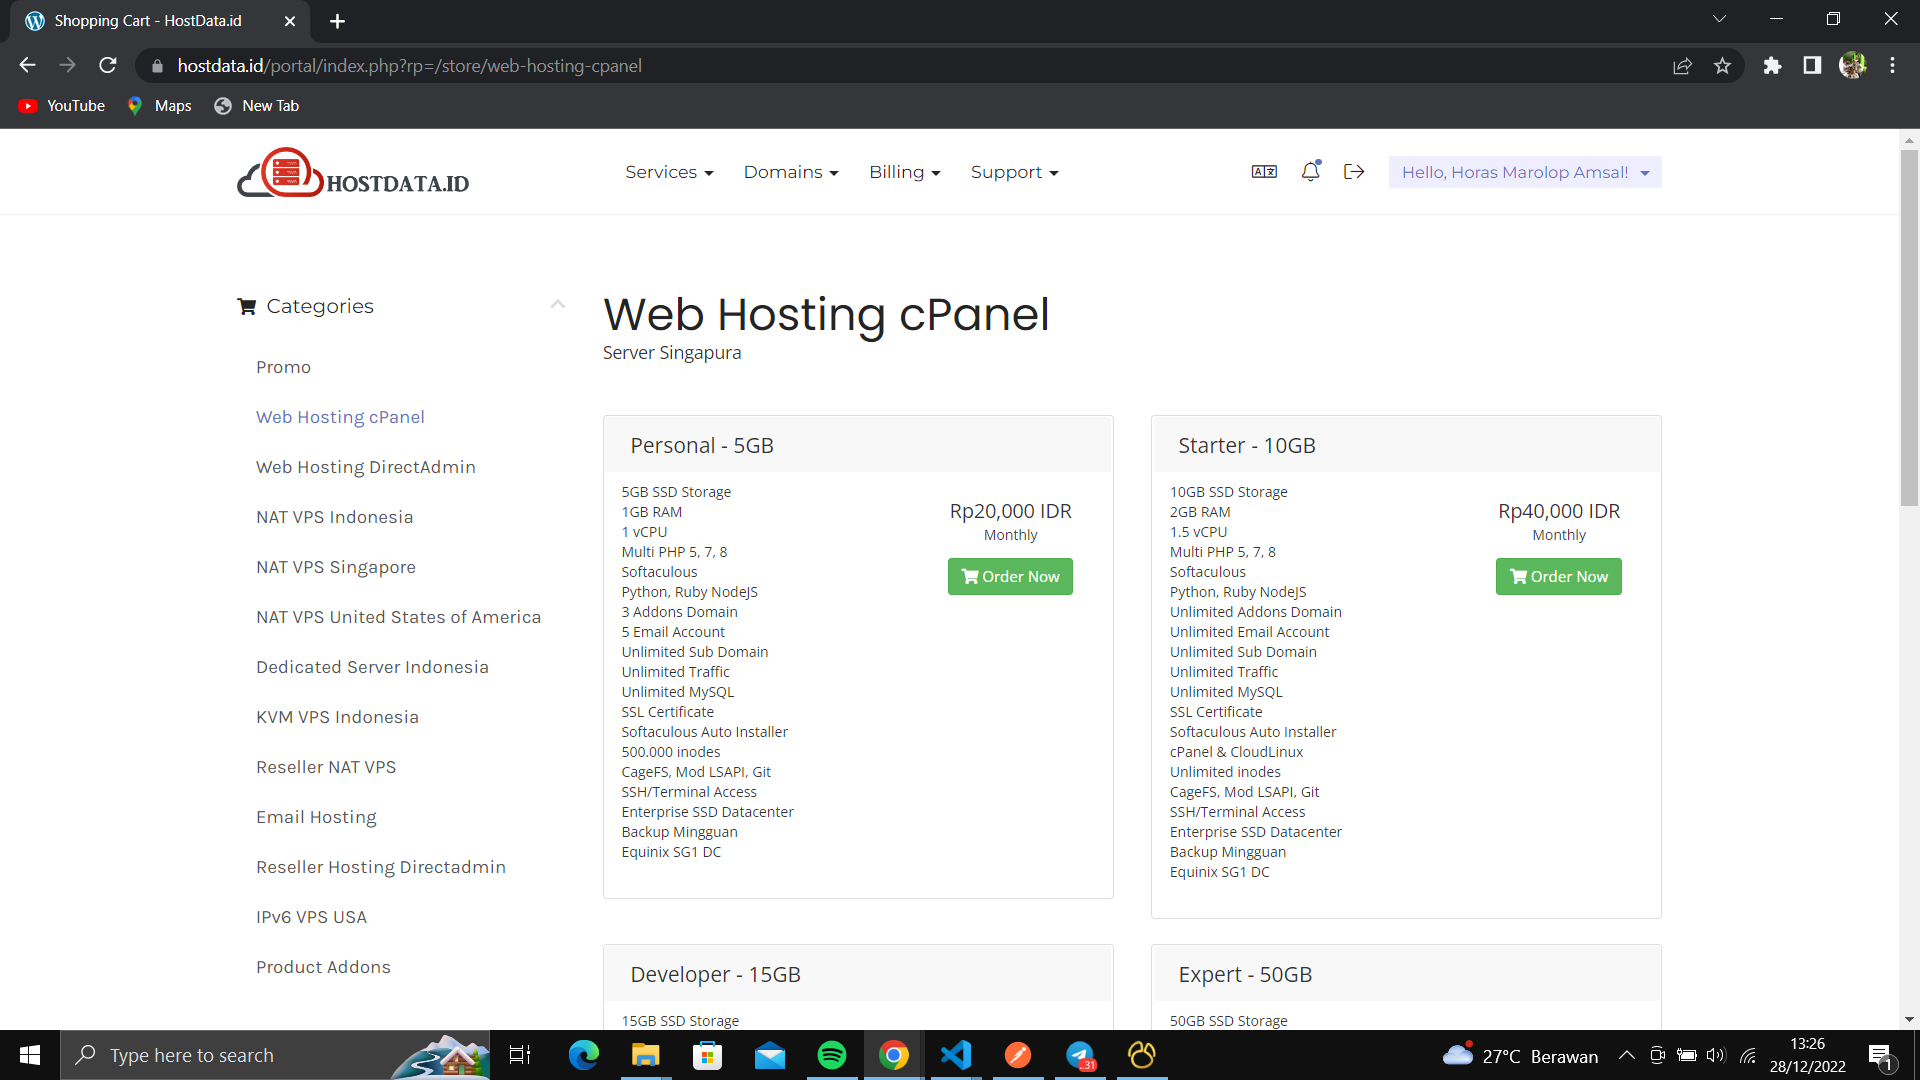 Shopping Cart - HostData.id
hostdata.id/portal/index.php?rp=/store/web-hosting-cpanel
YouTube
Maps
New Tab
HOSTDATA.ID
Services
Domains
Billing
Support
Hello, Horas Marolop Amsal!
Categories
Promo
Web Hosting cPanel
Web Hosting DirectAdmin
NAT VPS Indonesia
NAT VPS Singapore
NAT VPS United States of America
Dedicated Server Indonesia
KVM VPS Indonesia
Reseller NAT VPS
Email Hosting
Reseller Hosting Directadmin
IPv6 VPS USA
Product Addons
Web Hosting cPanel
Server Singapura
Personal - 5GB
5GB SSD Storage
1GB RAM
1 vCPU
Multi PHP 5, 7, 8
Softaculous
Python, Ruby NodeJS
3 Addons Domain
5 Email Account
Unlimited Sub Domain
Unlimited Traffic
Unlimited MySQL
SSL Certificate
Softaculous Auto Installer
500.000 inodes
CageFS, Mod LSAPI, Git
SSH/Terminal Access
Enterprise SSD Datacenter
Backup Mingguan
Equinix SG1 DC
Rp20,000 IDR
Monthly
Order Now
Starter - 10GB
10GB SSD Storage
2GB RAM
1.5 vCPU
Multi PHP 5, 7, 8
Softaculous
Python, Ruby NodeJS
Unlimited Addons Domain
Unlimited Email Account
Unlimited Sub Domain
Unlimited Traffic
Unlimited MySQL
SSL Certificate
Softaculous Auto Installer
cPanel & CloudLinux
Unlimited inodes
CageFS, Mod LSAPI, Git
SSH/Terminal Access
Enterprise SSD Datacenter
Backup Mingguan
Equinix SG1 DC
Rp40,000 IDR
Monthly
Order Now
Developer - 15GB
15GB SSD Storage
Expert - 50GB
50GB SSD Storage
Type here to search
..31
27°C Berawan
13:26
28/12/2022
1